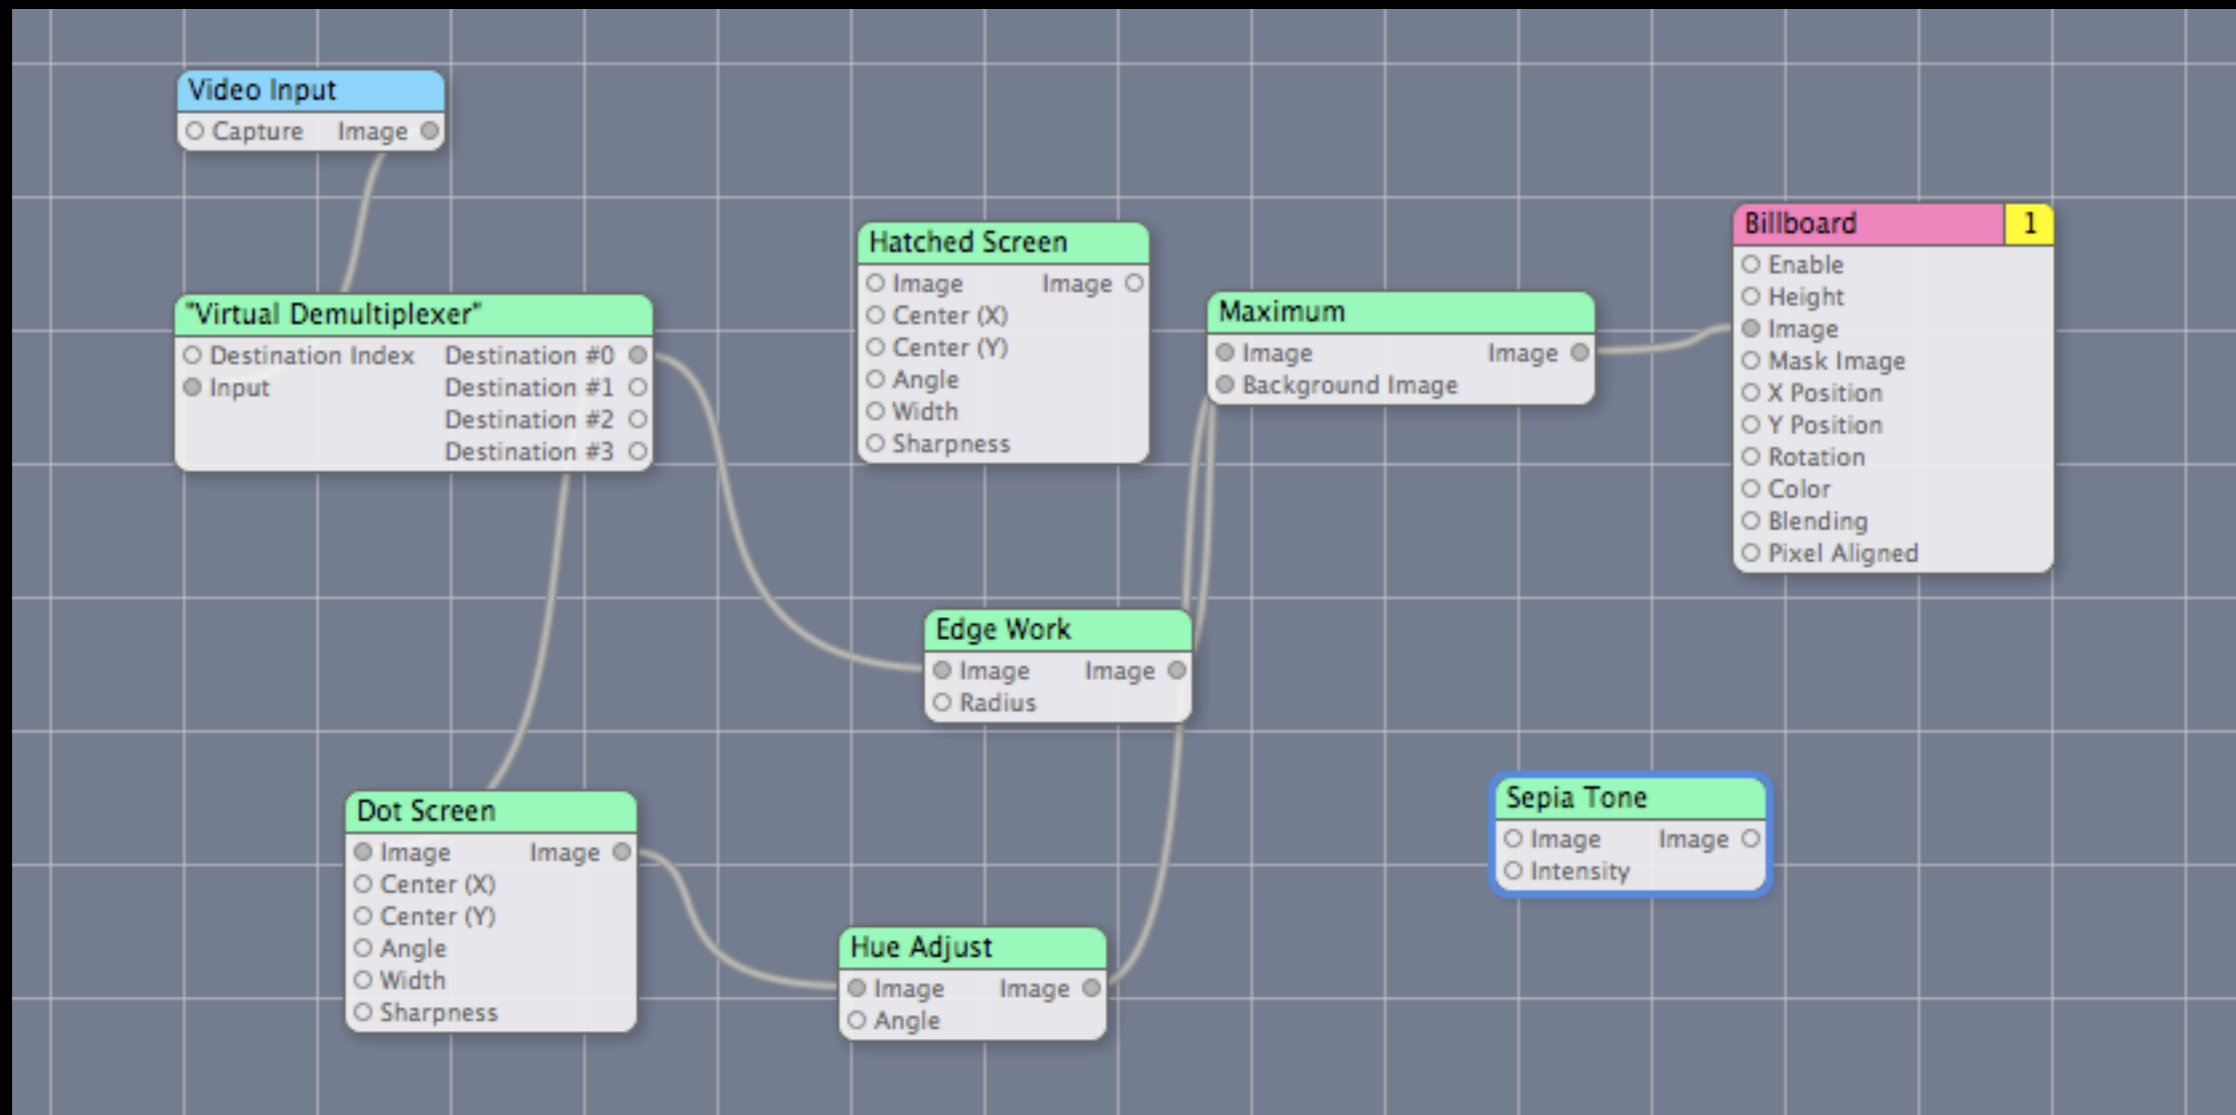 Video Input
Capture Image
"Virtual Demultiplexer"
Destination Index Destination #0
Input Destination #1
Destination #2
Destination #3
Hatched Screen
Image Image
Center (X)
Center (Y)
Angle
Width
Sharpness
Maximum
Image Image
Background Image
Billboard 1
Enable
Height
Image
Mask Image
X Position
Y Position
Rotation
Color
Blending
Pixel Aligned
Edge Work
Image Image
Radius
Dot Screen
Image Image
Center (X)
Center (Y)
Angle
Width
Sharpness
Hue Adjust
Image Image
Angle
Sepia Tone
Image Image
Intensity